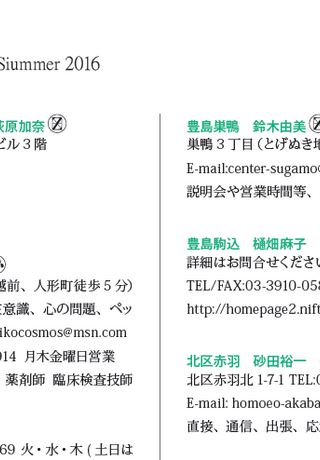 Siummer 2016
荻原加奈
ビル3階
越前、人形町徒歩5分)
在意識、心の問題、ペッ
ikocosmos@msn.com
914 月木金曜日営業
薬剤師 臨床検査技師
69 火・水・木 ( 土日は
豊島巣鴨 鈴木由美
巣鴨3丁目(とげぬき地
E-mail:center-sugamo
説明会や営業時間等、
豊島駒込 樋畑麻子
詳細はお問合せください
TEL/FAX:03-3910-058
http://homepage2.nift
北区赤羽 砂田裕一
北区赤羽北 1-7-1 TEL:0
E-mail: homoeo-akaba
直接、通信、出張、応